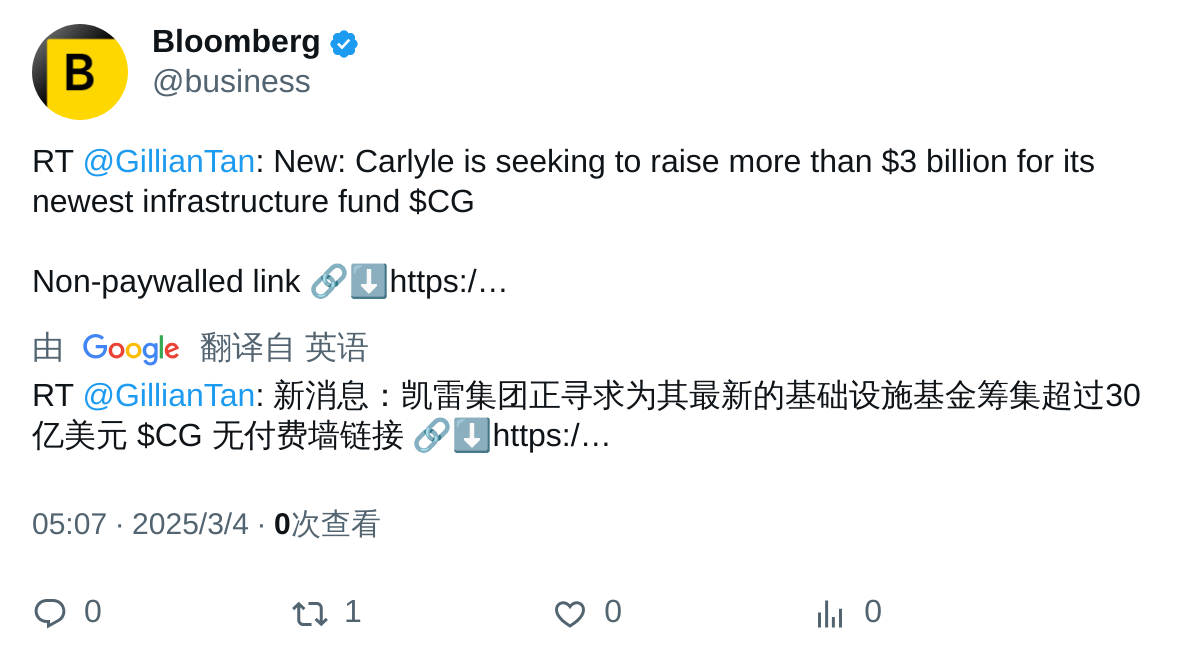 B
Bloomberg
@business
RT @GillianTan: New: Carlyle is seeking to raise more than $3 billion for its
newest infrastructure fund $CG
Non-paywalled link 🔗⬇️https:/…
由 Google 翻译自 英语
RT @GillianTan: 新消息：凯雷集团正寻求为其最新的基础设施基金筹集超过30
亿美元 $CG 无付费墙链接 🔗⬇️https:/…
05:07 · 2025/3/4 · 0次查看
0 1 0 0